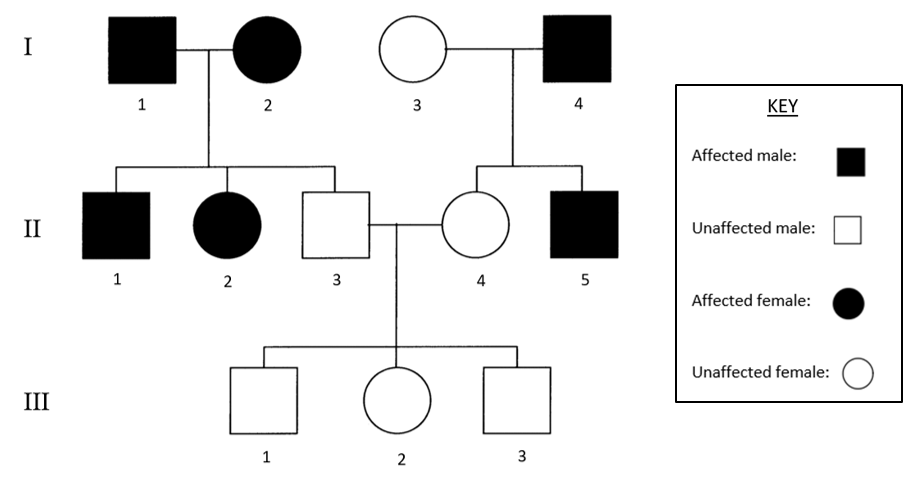 I
1 2 3 4
II
1 2 3 4 5
III
1 2 3
KEY
Affected male:
Unaffected male:
Affected female:
Unaffected female: